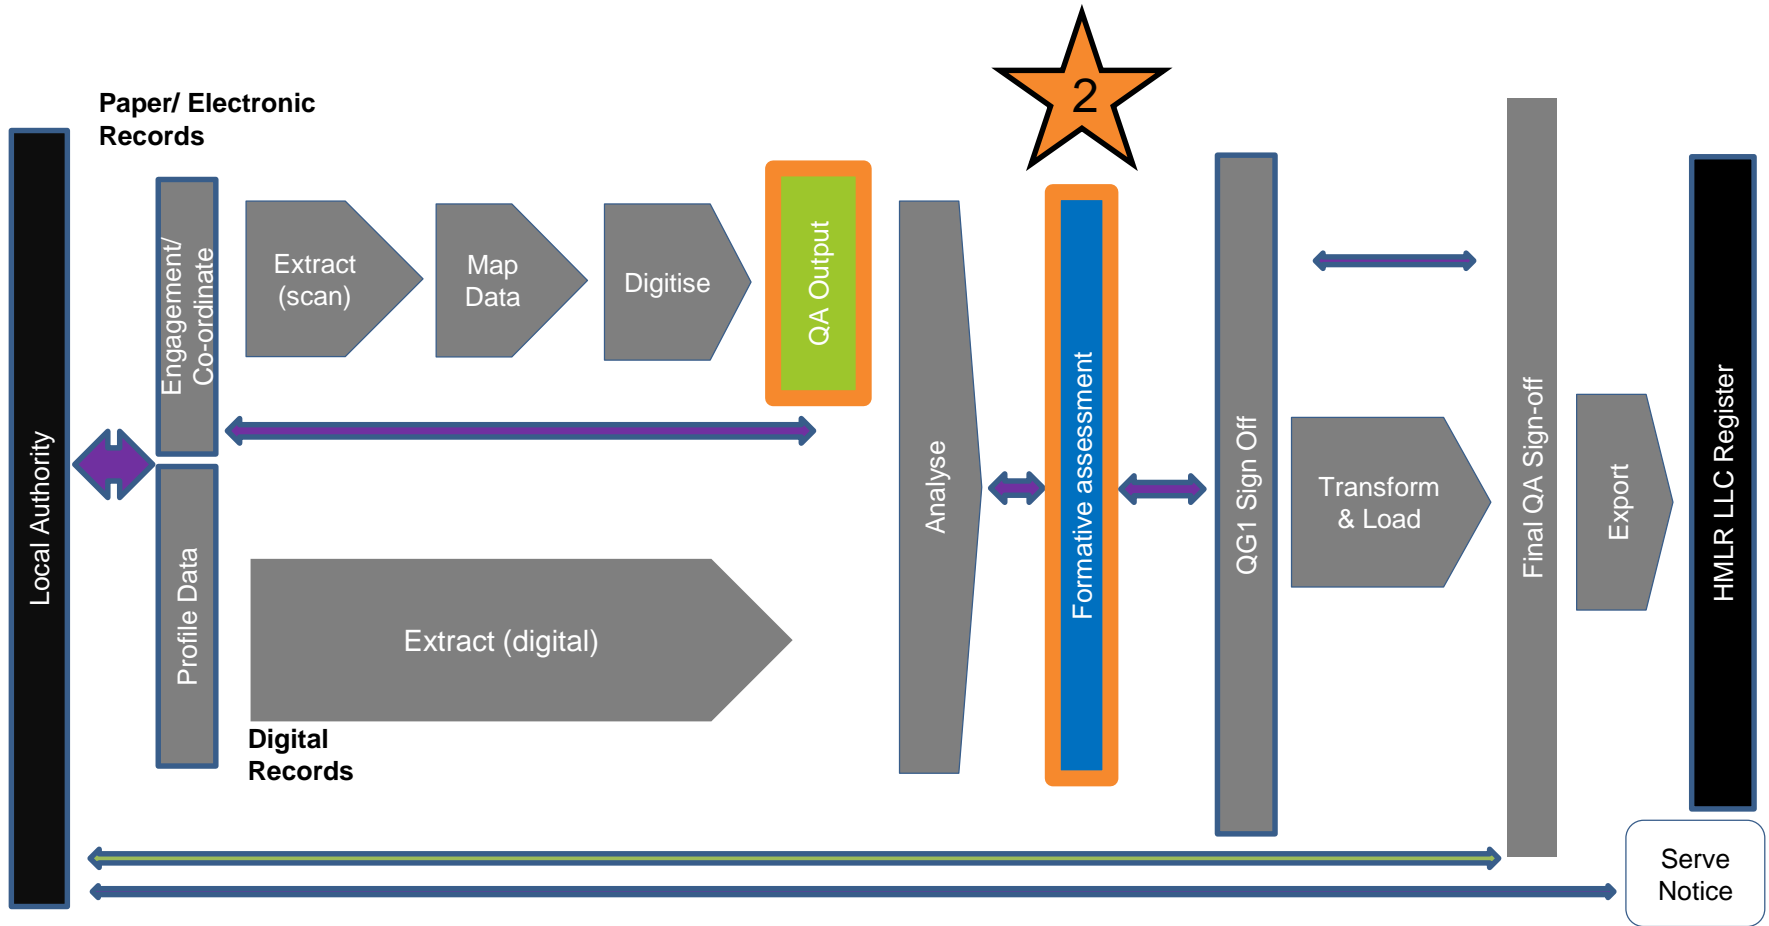 2
Paper/ Electronic
Records
Local Authority
Engagement/
Co-ordinate
Profile Data
Extract
(scan)
Map
Data
Digitise
QA Output
Extract (digital)
Digital
Records
Analyse
Formative assessment
QG1 Sign Off
Transform
& Load
Final QA Sign-off
Export
HMLR LLC Register
Serve
Notice